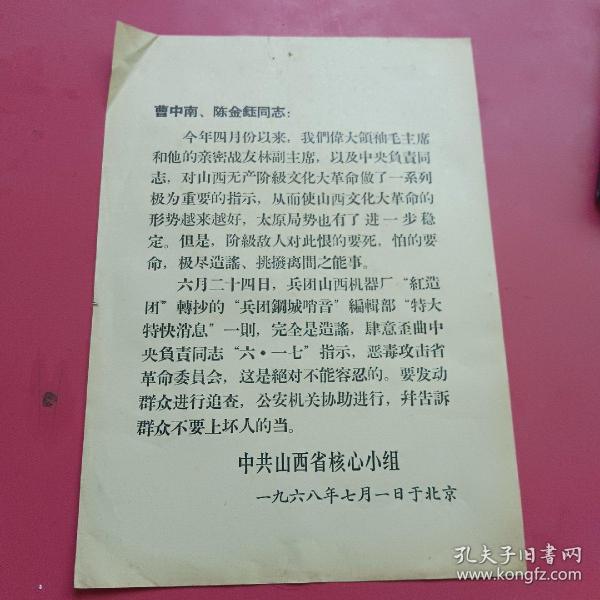 曹中南、陈金鈺同志：
今年四月份以来，我們偉大領袖毛主席
和他的亲密战友林副主席，以及中央負責同
志，对山西无产阶級文化大革命做了一系列
极为重要的指示，从而使山西文化大革命的
形势越来越好，太原局势也有了进一步稳
定。但是，阶級敌人对此恨的要死，怕的要
命，极尽造謠、挑撥离間之能事。
六月二十四日，兵团山西机器厂“紅造
团”轉抄的“兵团鋼城哨音”編輯部“特大
特快消息”一則，完全是造謠，肆意歪曲中
央負責同志“六·一七”指示，恶毒攻击省
革命委員会，这是絕对不能容忍的。要发动
群众进行追查，公安机关协助进行，幷告訴
群众不要上坏人的当。
中共山西省核心小组
一九六八年七月一日于北京
孔夫子旧书网
www.kongfz.com